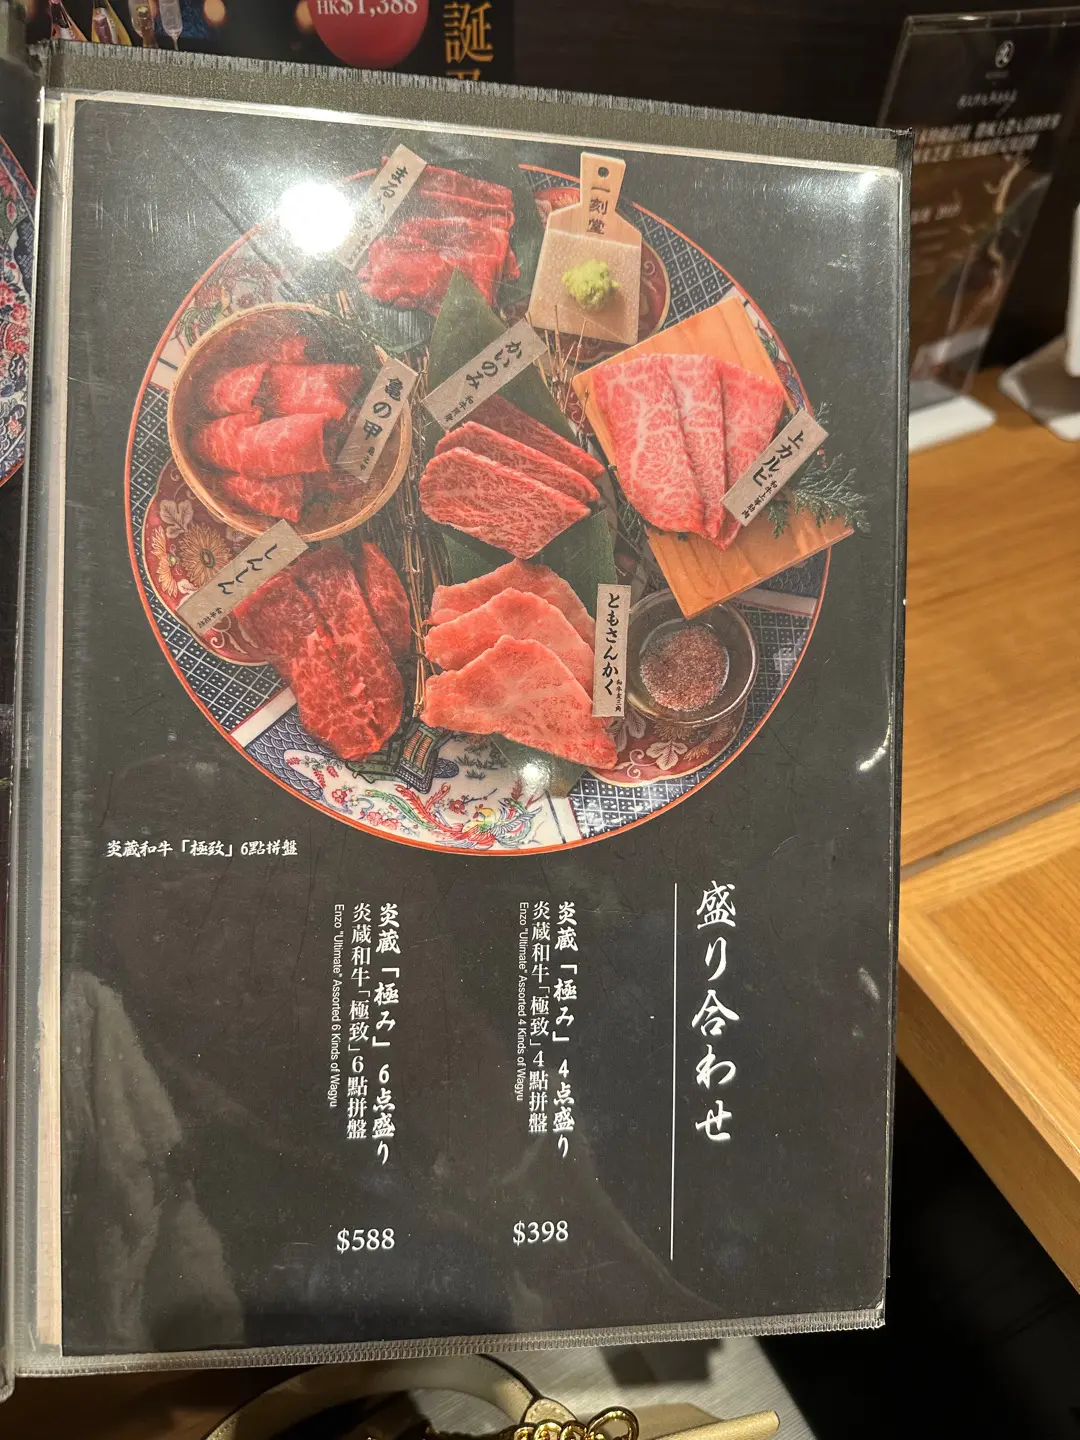 HK$1,388
誕
一刻堂
かいのみ
亀の甲
上カルビ
しんしん
ともさんかく
炎蔵和牛「極致」6點拼盤
盛り合わせ
炎蔵「極み」4点盛り
炎蔵和牛「極致」4點拼盤
Enzo "Ultimate" Assorted 4 Kinds of Wagyu
$398
炎蔵「極み」6点盛り
炎蔵和牛「極致」6點拼盤
Enzo "Ultimate" Assorted 6 Kinds of Wagyu
$588